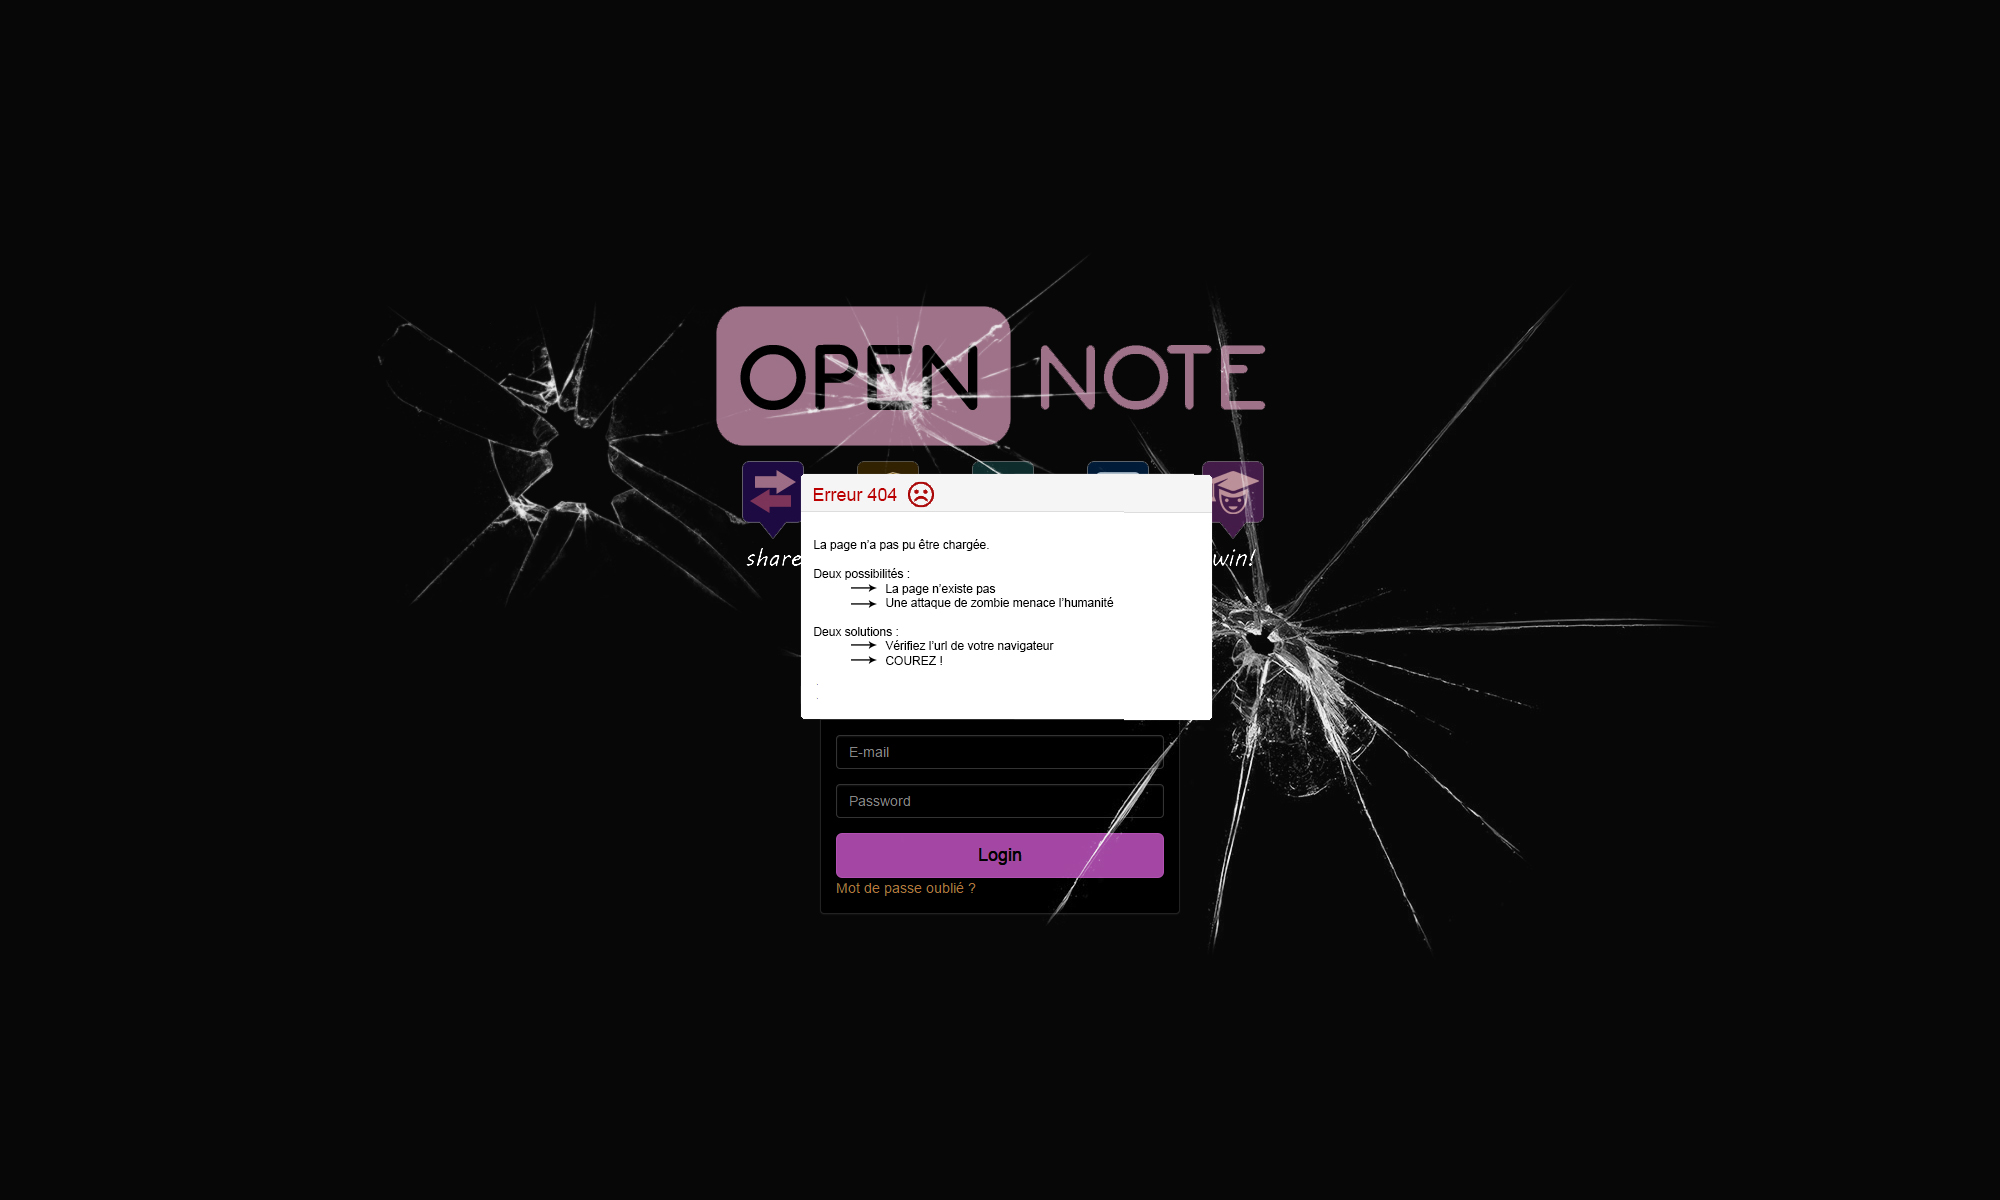 OPEN NOTE
share
win!
Erreur 404
La page n'a pas pu être chargée.
Deux possibilités :
La page n'existe pas
Une attaque de zombie menace l'humanité
Deux solutions :
Vérifiez l'url de votre navigateur
COUREZ !
E-mail
Password
Login
Mot de passe oublié ?